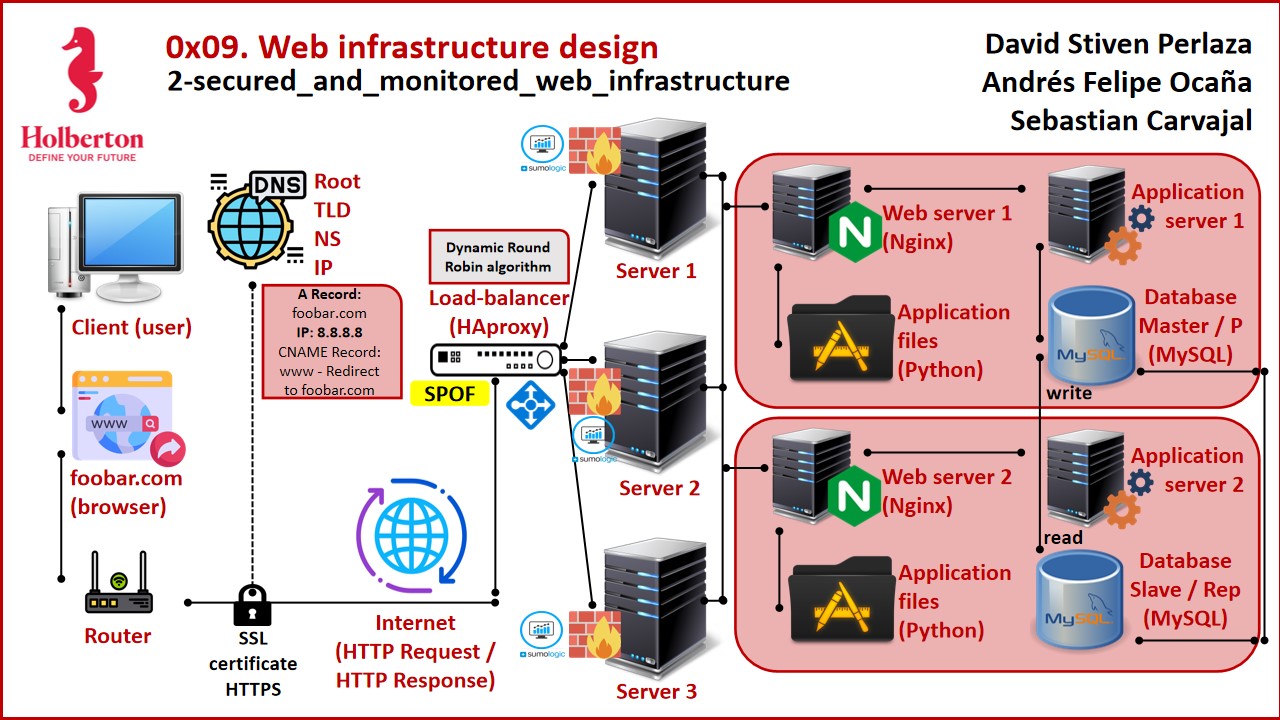 0x09. Web infrastructure design
2-secured_and_monitored_web_infrastructure
David Stiven Perlaza
Andrés Felipe Ocaña
Sebastian Carvajal
Holberton
DEFINE YOUR FUTURE
Client (user)
WWW
foobar.com
(browser)
Router
DNS
Root
TLD
NS
IP
A Record:
foobar.com
IP: 8.8.8.8
CNAME Record:
www - Redirect
to foobar.com
SSL
certificate
HTTPS
Internet
(HTTP Request /
HTTP Response)
Dynamic Round
Robin algorithm
Load-balancer
(HAproxy)
SPOF
sumologic
Server 1
sumologic
Server 2
sumologic
Server 3
N
Web server 1
(Nginx)
Application
server 1
Application
files
(Python)
MySQL
Database
Master / P
(MySQL)
write
N
Web server 2
(Nginx)
Application
server 2
read
Application
files
(Python)
MySQL
Database
Slave / Rep
(MySQL)